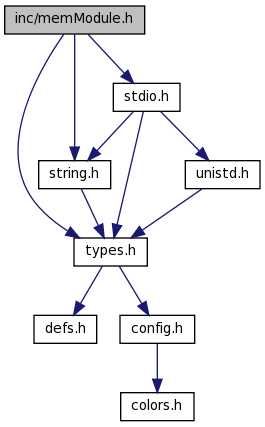 inc/memModule.h
stdio.h
string.h
unistd.h
types.h
defs.h
config.h
colors.h